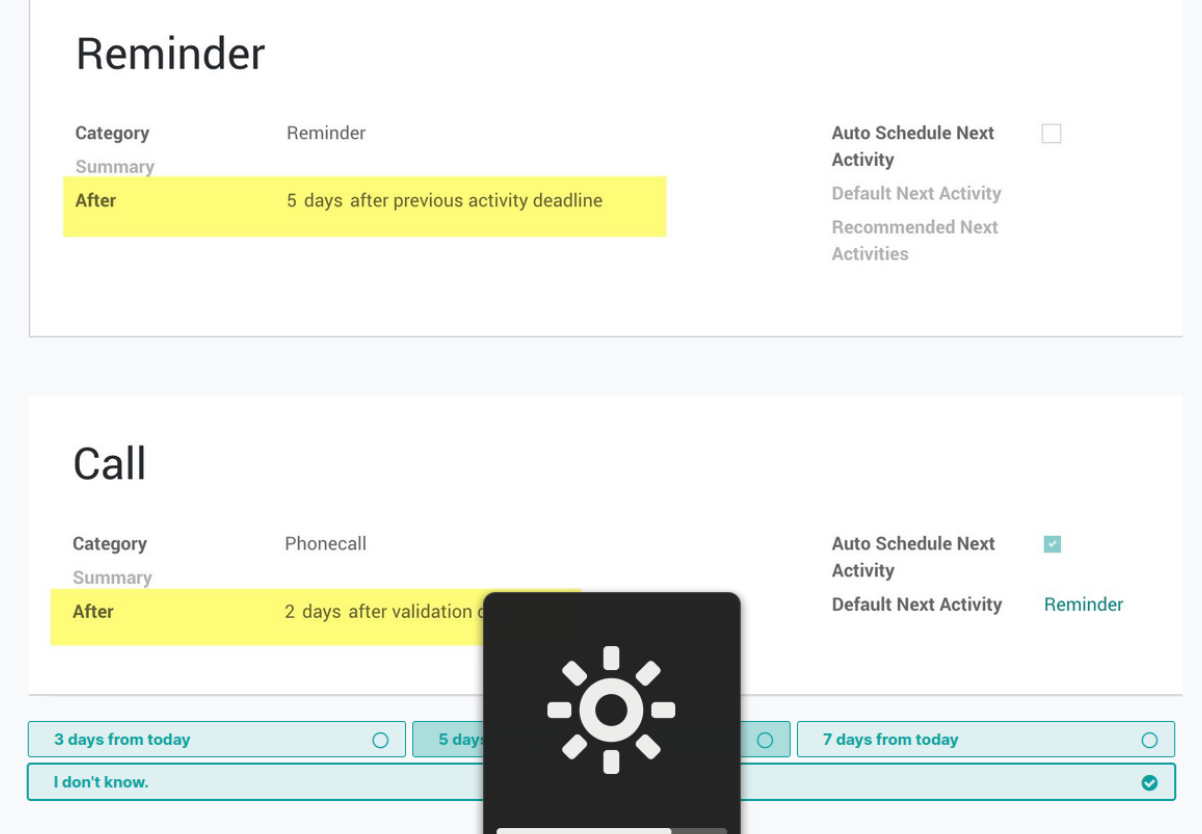 Reminder
Category Reminder Auto Schedule Next
Activity
Summary
After 5 days after previous activity deadline Default Next Activity
Recommended Next
Activities
Call
Category Phonecall Auto Schedule Next
Activity
Summary
After 2 days after validation Default Next Activity Reminder
3 days from today 5 days 7 days from today
I don't know.